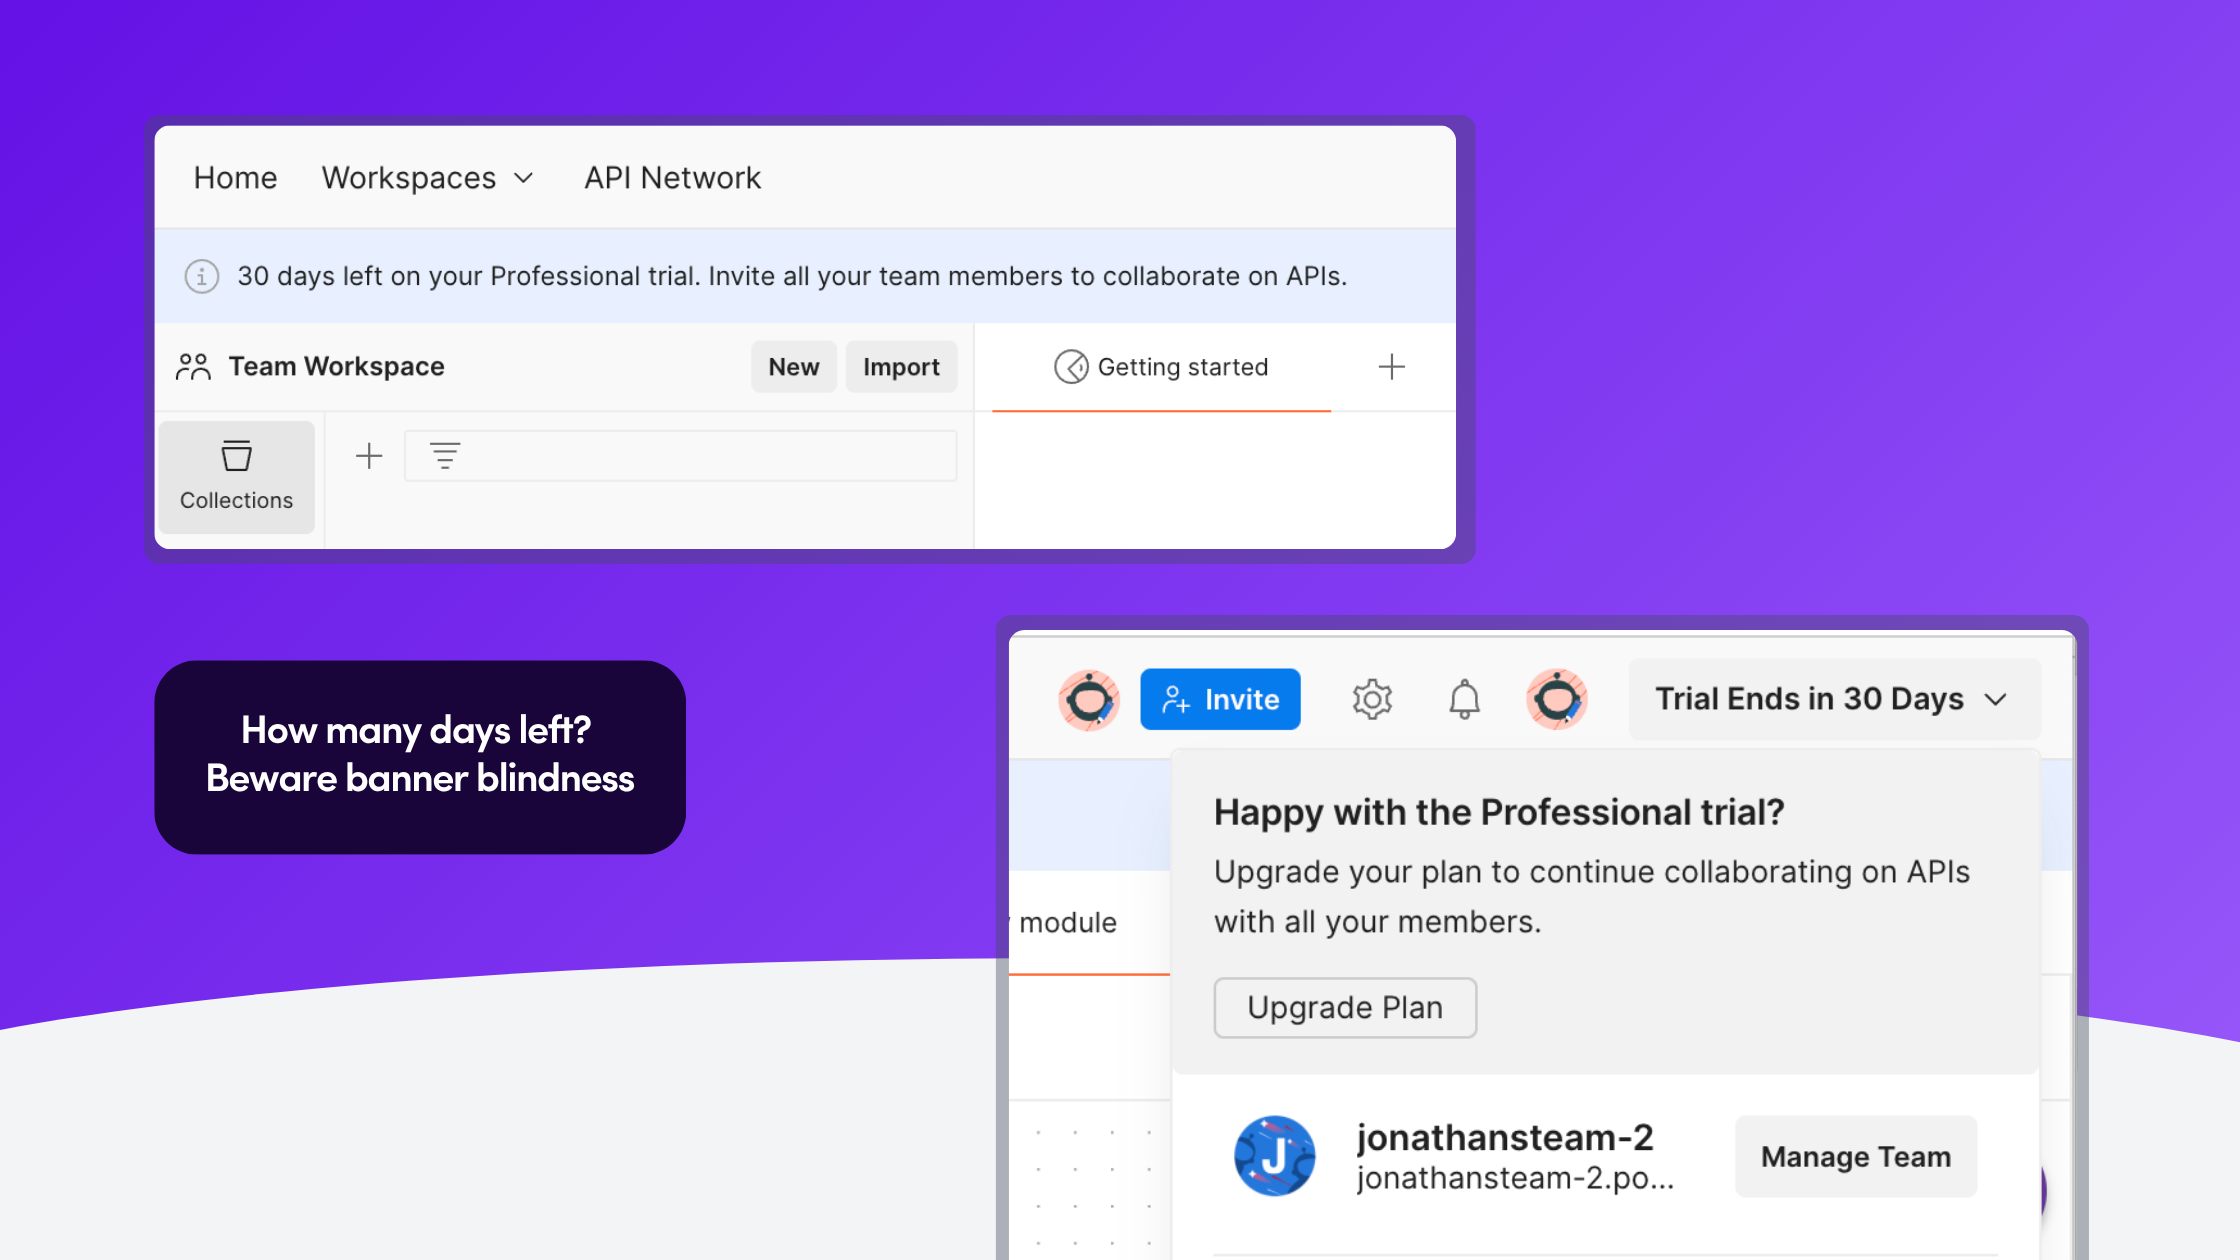 Home Workspaces API Network
30 days left on your Professional trial. Invite all your team members to collaborate on APIs.
Team Workspace New Import Getting started
Collections
How many days left?
Beware banner blindness
Invite Trial Ends in 30 Days
Happy with the Professional trial?
Upgrade your plan to continue collaborating on APIs
with all your members.
module
Upgrade Plan
J
jonathansteam-2
jonathansteam-2.po...
Manage Team